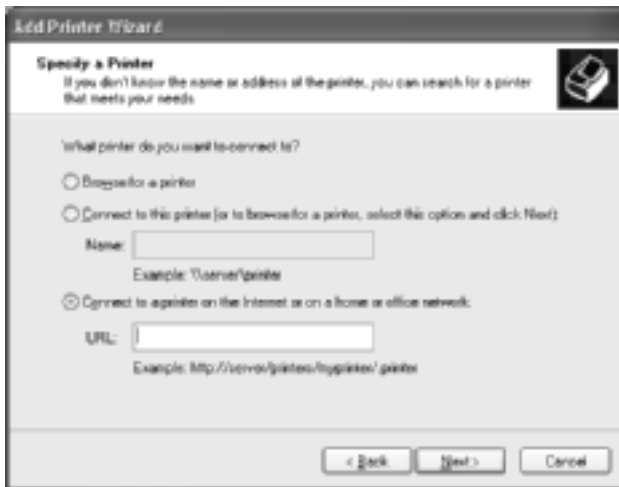 Add Printer Wizard
Specify a Printer
If you don't know the name or address of the printer, you can search for a printer
that meets your needs.
What printer do you want to connect to?
Browse for a printer
Connect to this printer (or to browse for a printer, select this option and click Next):
Name:
Example: \\server\printer
Connect to a printer on the Internet or on a home or office network:
URL:
Example: http://server/printers/myprinter/.printer
< Back Next > Cancel